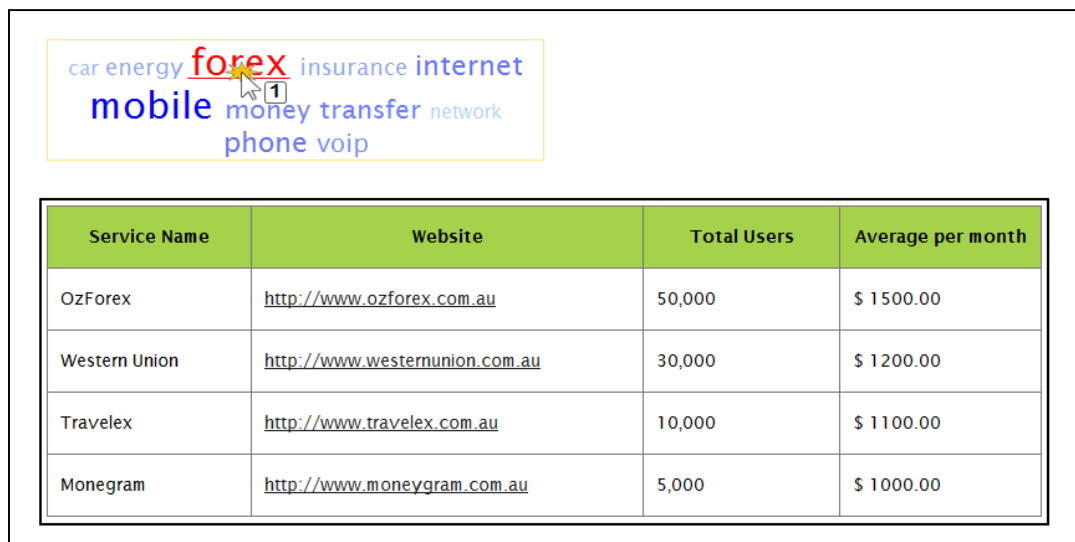 car energy forex insurance internet
1
mobile money transfer network
phone voip
Service Name Website Total Users Average per month
OzForex http://www.ozforex.com.au 50,000 $ 1500.00
Western Union http://www.westernunion.com.au 30,000 $ 1200.00
Travelex http://www.travelex.com.au 10,000 $ 1100.00
Monegram http://www.moneygram.com.au 5,000 $ 1000.00